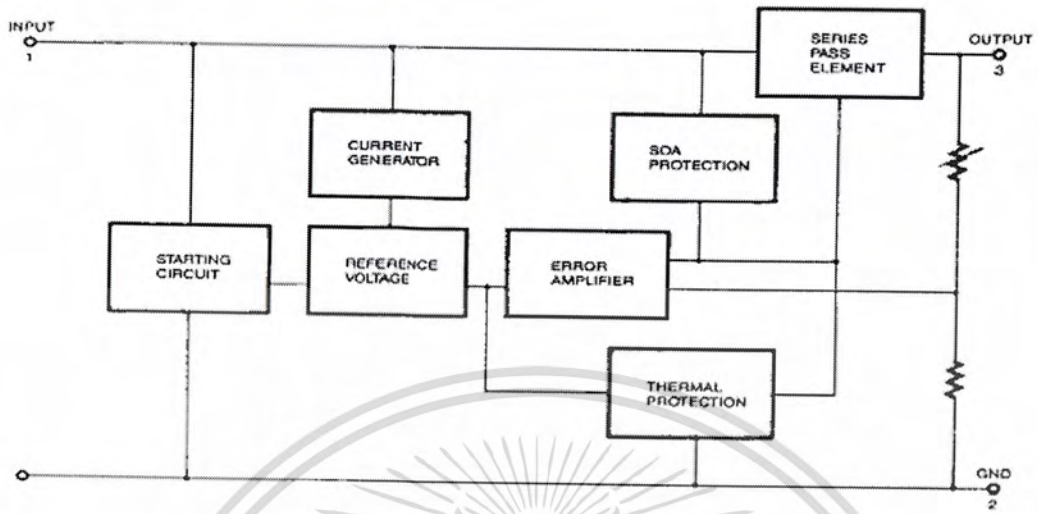 INPUT
1
SERIES
PASS
ELEMENT
OUTPUT
3
CURRENT
GENERATOR
SOA
PROTECTION
STARTING
CIRCUIT
REFERENCE
VOLTAGE
ERROR
AMPLIFIER
THERMAL
PROTECTION
GND
2